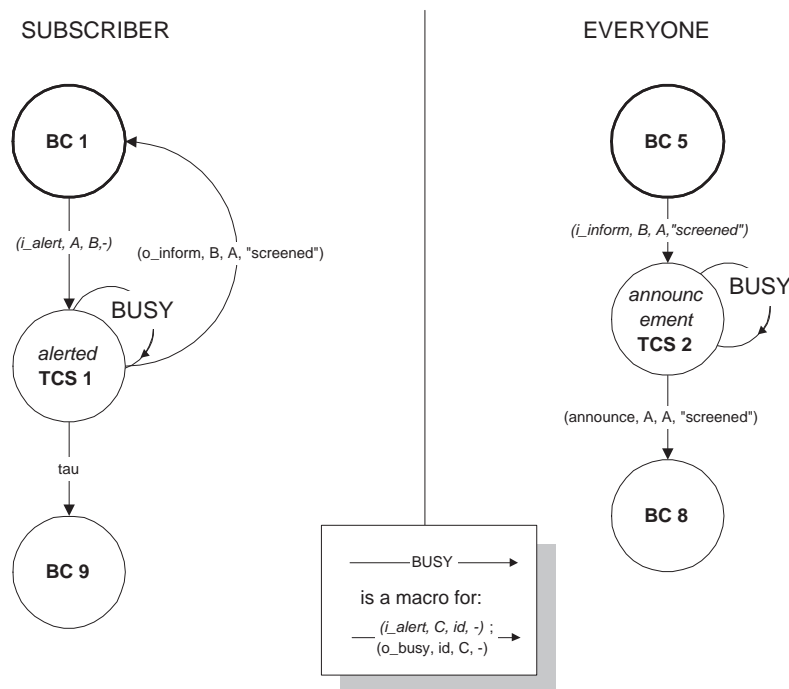 SUBSCRIBER
EVERYONE
BC 1
BC 5
(i_alert, A, B,-)
(o_inform, B, A, "screened")
(i_inform, B, A,"screened")
BUSY
BUSY
announc
ement
TCS 2
alerted
TCS 1
(announce, A, A, "screened")
tau
BC 8
BC 9
BUSY
is a macro for:
(i_alert, C, id, -) ;
(o_busy, id, C, -)